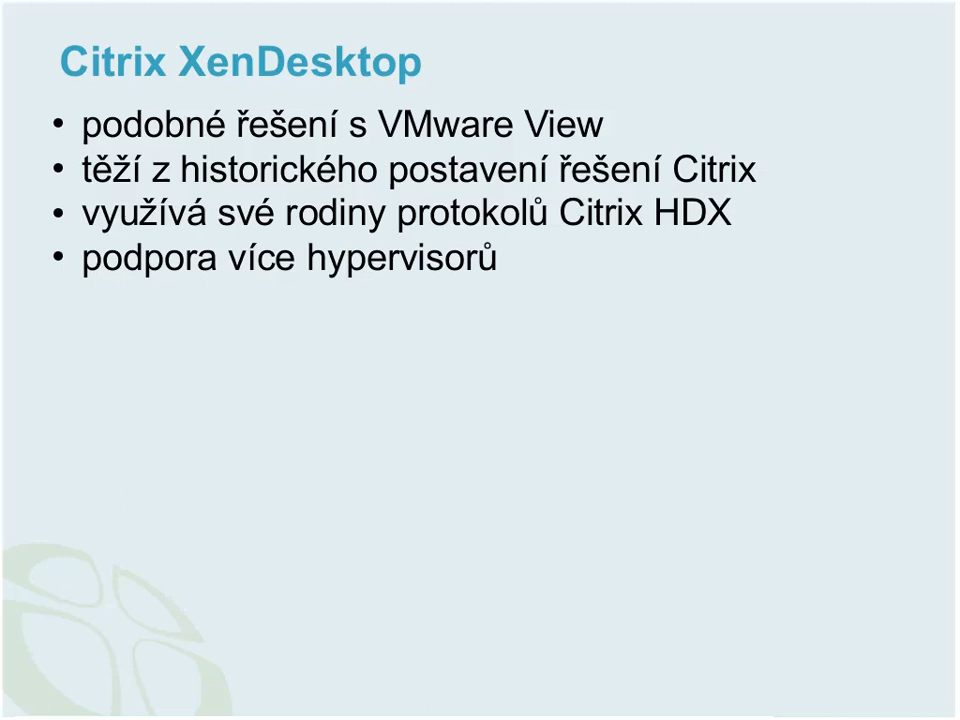 Citrix XenDesktop
• podobné řešení s VMware View
• těží z historického postavení řešení Citrix
• využívá své rodiny protokolů Citrix HDX
• podpora více hypervisorů